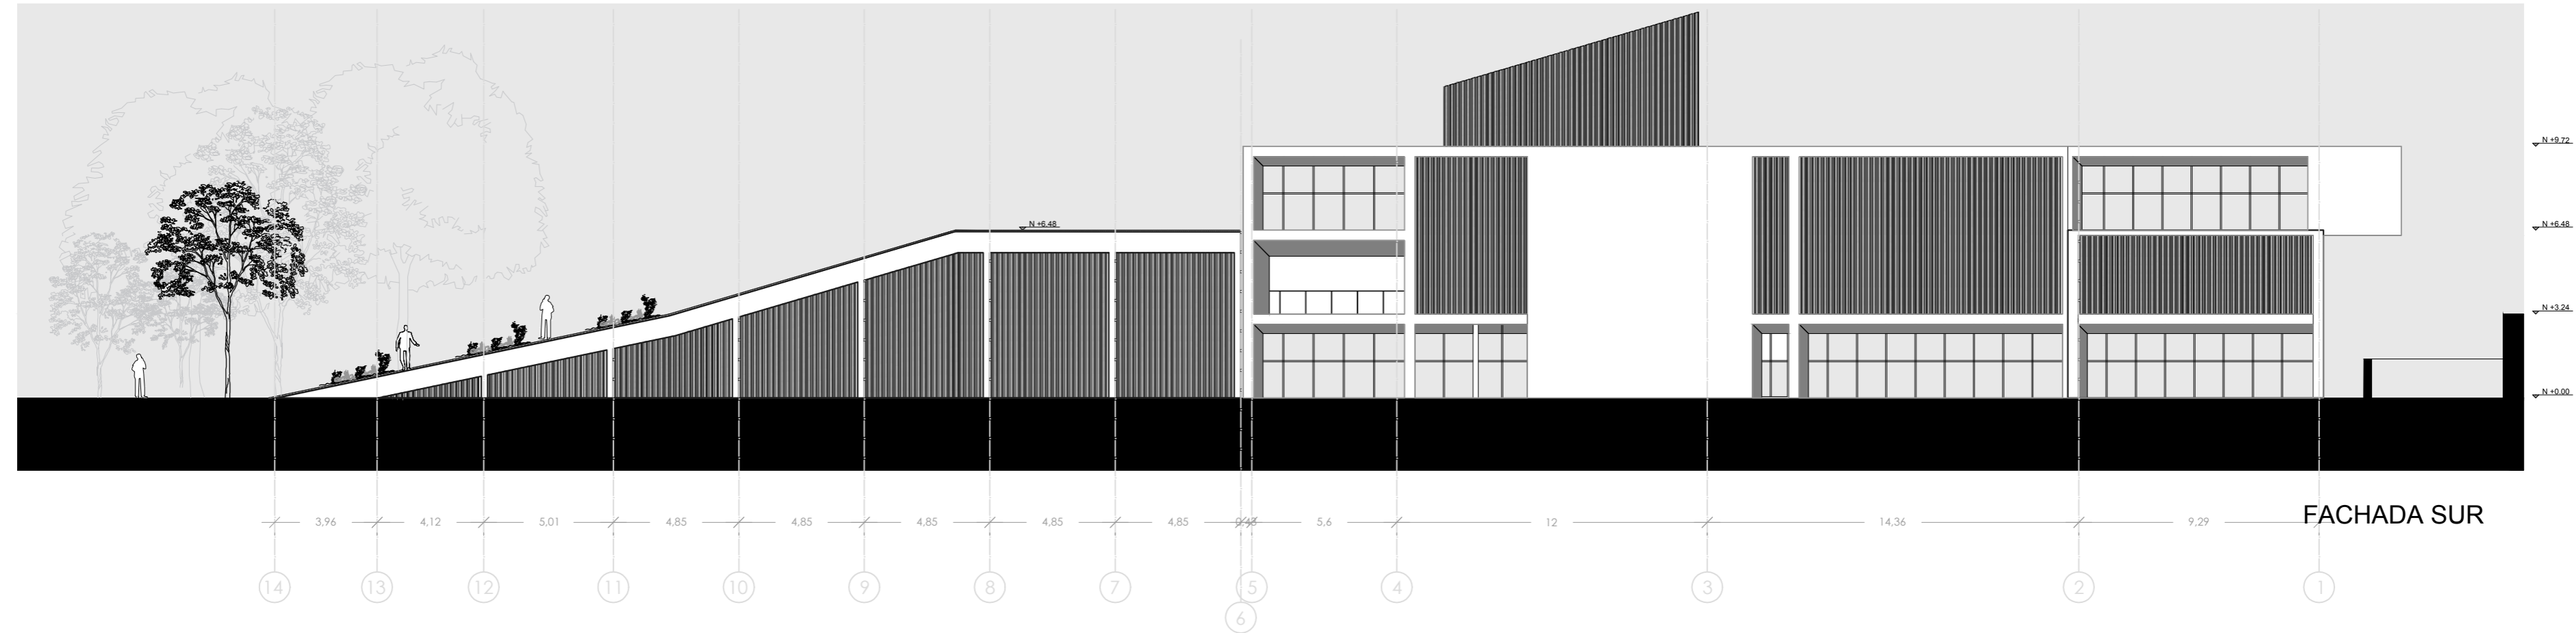 N +9.72
N +6.48
N +6.48
N +3.24
N +0.00
3,96 4,12 5,01 4,85 4,85 4,85 4,85 4,85 0,43 5,6 12 14,36 9,29
FACHADA SUR
14 13 12 11 10 9 8 7 5 4 3 2 1
6